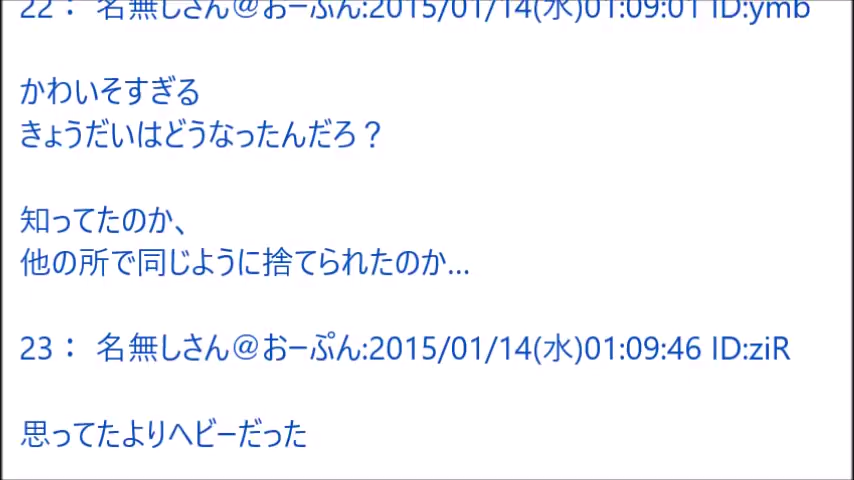 22： 名無しさん＠おーぷん:2015/01/14(水)01:09:01 ID:ymb
かわいそすぎる
きょうだいはどうなったんだろ？
知ってたのか、
他の所で同じように捨てられたのか…
23： 名無しさん＠おーぷん:2015/01/14(水)01:09:46 ID:ziR
思ってたよりヘビーだった